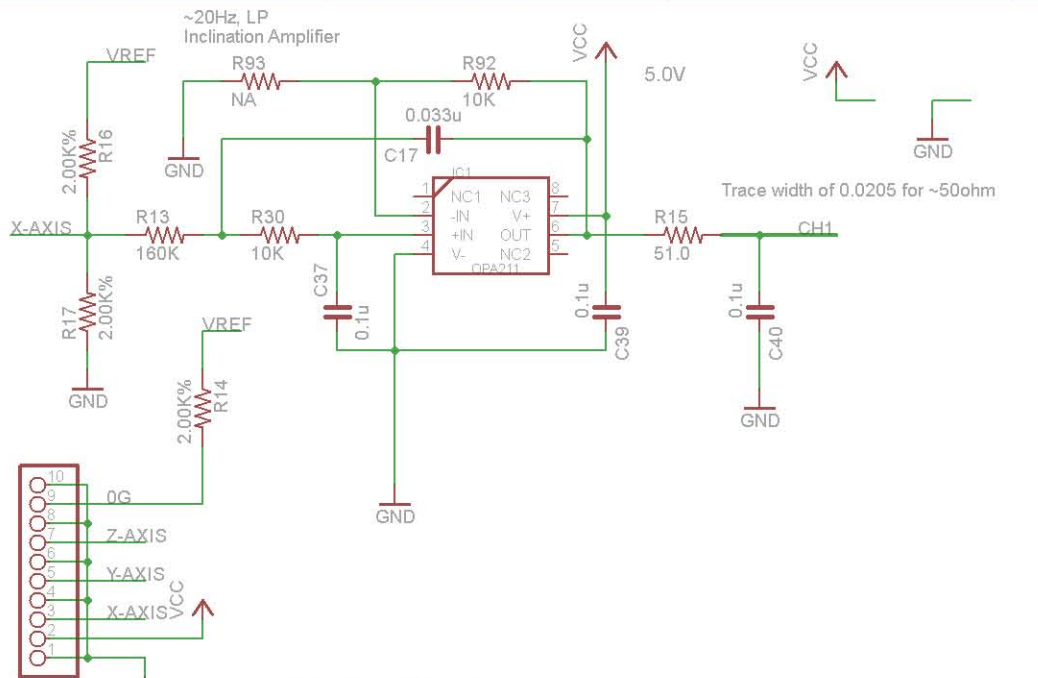 ~20Hz, LP
Inclination Amplifier
VREF
R93
NA
R92
10K
VCC
5.0V
VCC
GND
2.00K%
R16
GND
0.033u
C17
IC1
1
NC1
NC3
8
2
-IN
V+
7
3
+IN
OUT
6
4
V-
NC2
5
OPA211
Trace width of 0.0205 for ~50ohm
X-AXIS
R13
160K
R30
10K
R15
51.0
CH1
R17
2.00K%
C37
0.1u
0.1u
C39
0.1u
C40
GND
VREF
2.00K%
R14
GND
GND
10
9
0G
8
7
Z-AXIS
6
5
Y-AXIS
4
3
X-AXIS
VCC
2
1